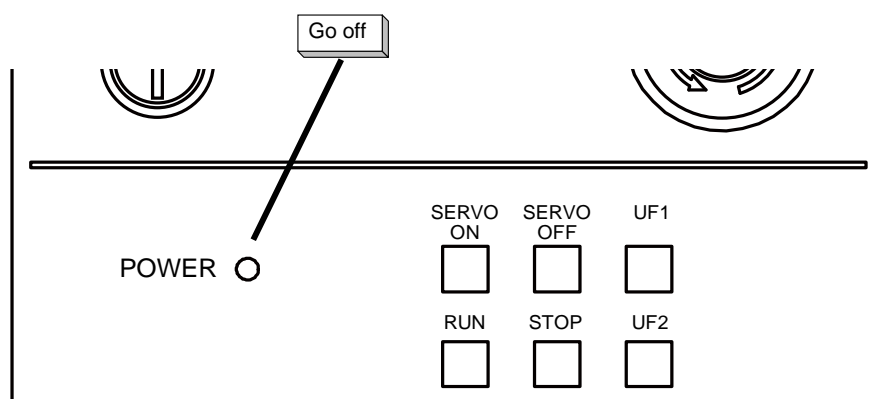 Go off
SERVO
ON
SERVO
OFF
UF1
POWER
RUN
STOP
UF2